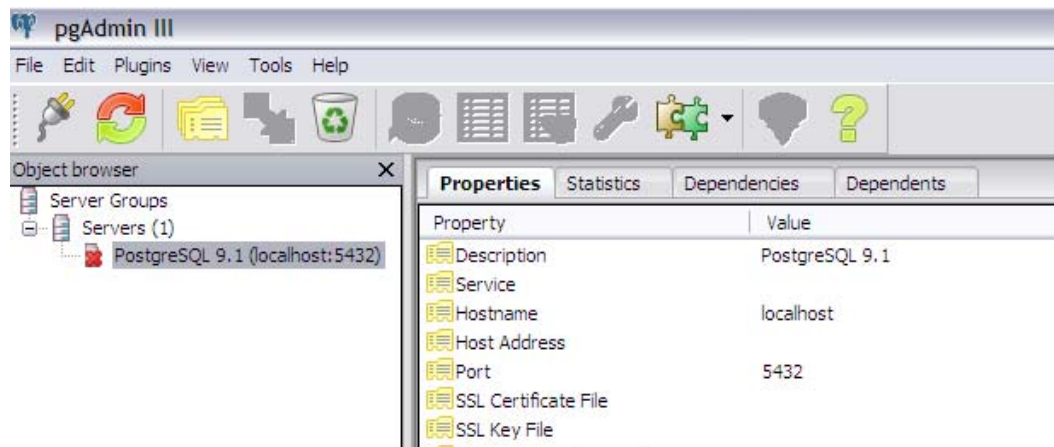 pgAdmin III
File Edit Plugins View Tools Help
Object browser
Server Groups
Servers (1)
PostgreSQL 9.1 (localhost:5432)
Properties Statistics Dependencies Dependents
Property Value
Description PostgreSQL 9.1
Service
Hostname localhost
Host Address
Port 5432
SSL Certificate File
SSL Key File